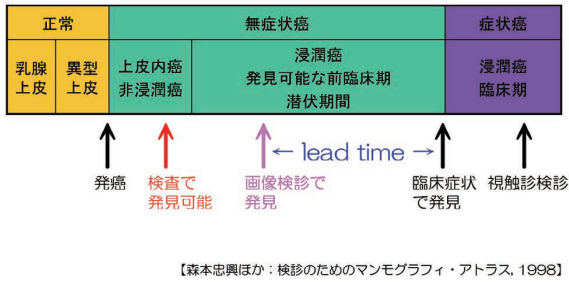 正常
無症状癌
症状癌
乳腺
上皮
異型
上皮
上皮内癌
非浸潤癌
浸潤癌
発見可能な前臨床期
潜伏期間
浸潤癌
臨床期
← lead time →
発癌
検査で
発見可能
画像検診で
発見
臨床症状
で発見
視触診検診
【森本忠興ほか：検診のためのマンモグラフィ・アトラス, 1998】